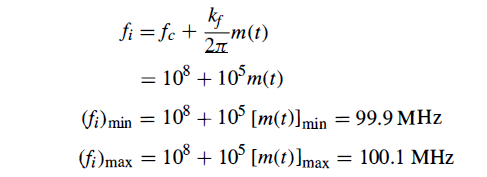 fᵢ = f_c + k_f/2π m(t)
= 10⁸ + 10⁵m(t)
(fᵢ)min = 10⁸ + 10⁵ [m(t)]min = 99.9 MHz
(fᵢ)max = 10⁸ + 10⁵ [m(t)]max = 100.1 MHz